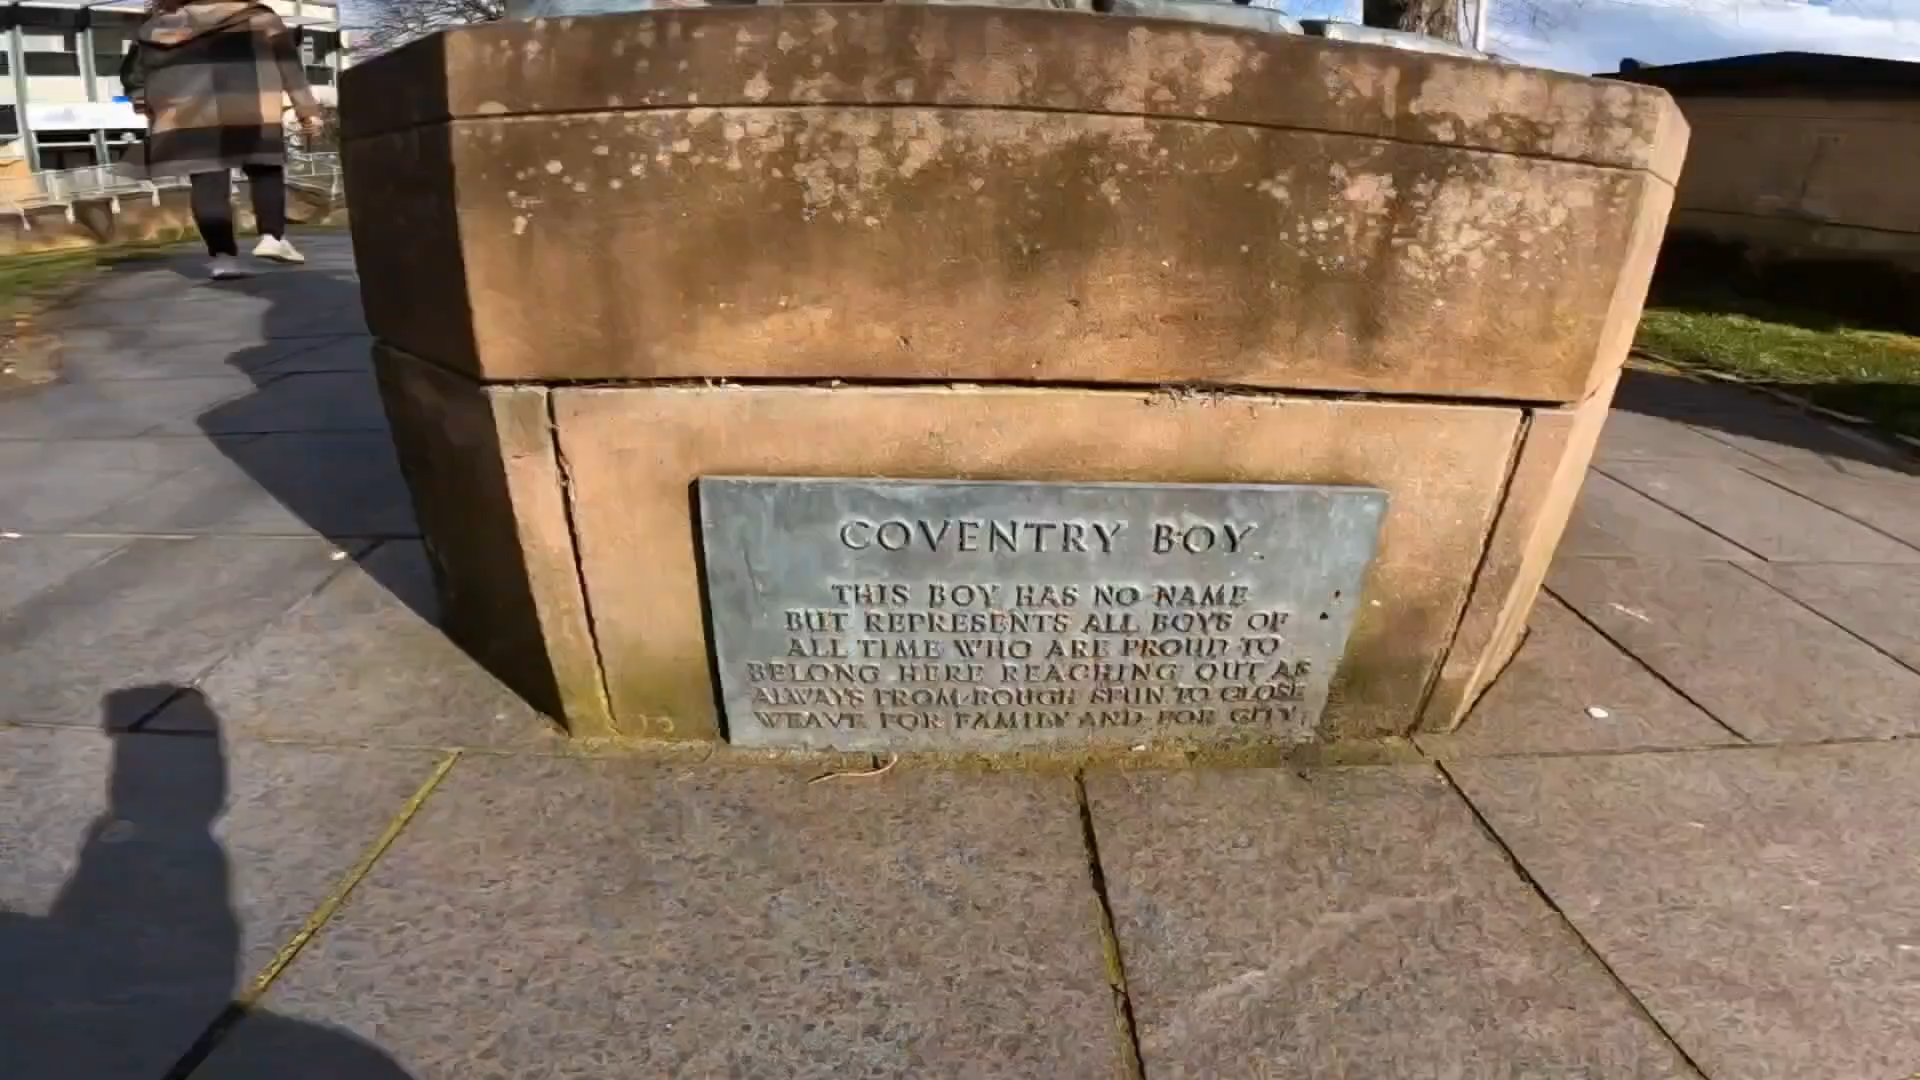 COVENTRY BOY
THIS BOY HAS NO NAME
BUT REPRESENTS ALL BOYS OF
ALL TIME WHO ARE PROUD TO
BELONG HERE REACHING OUT AS
ALWAYS FROM ROUGH SPUN TO CLOSE
WEAVE FOR FAMILY AND FOR CITY